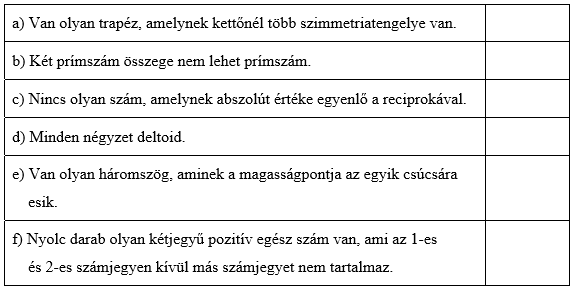 a) Van olyan trapéz, amelynek kettőnél több szimmetriatengelye van.
b) Két prímszám összege nem lehet prímszám.
c) Nincs olyan szám, amelynek abszolút értéke egyenlő a reciprokával.
d) Minden négyzet deltoid.
e) Van olyan háromszög, aminek a magasságpontja az egyik csúcsára
esik.
f) Nyolc darab olyan kétjegyű pozitív egész szám van, ami az 1-es
és 2-es számjegyen kívül más számjegyet nem tartalmaz.